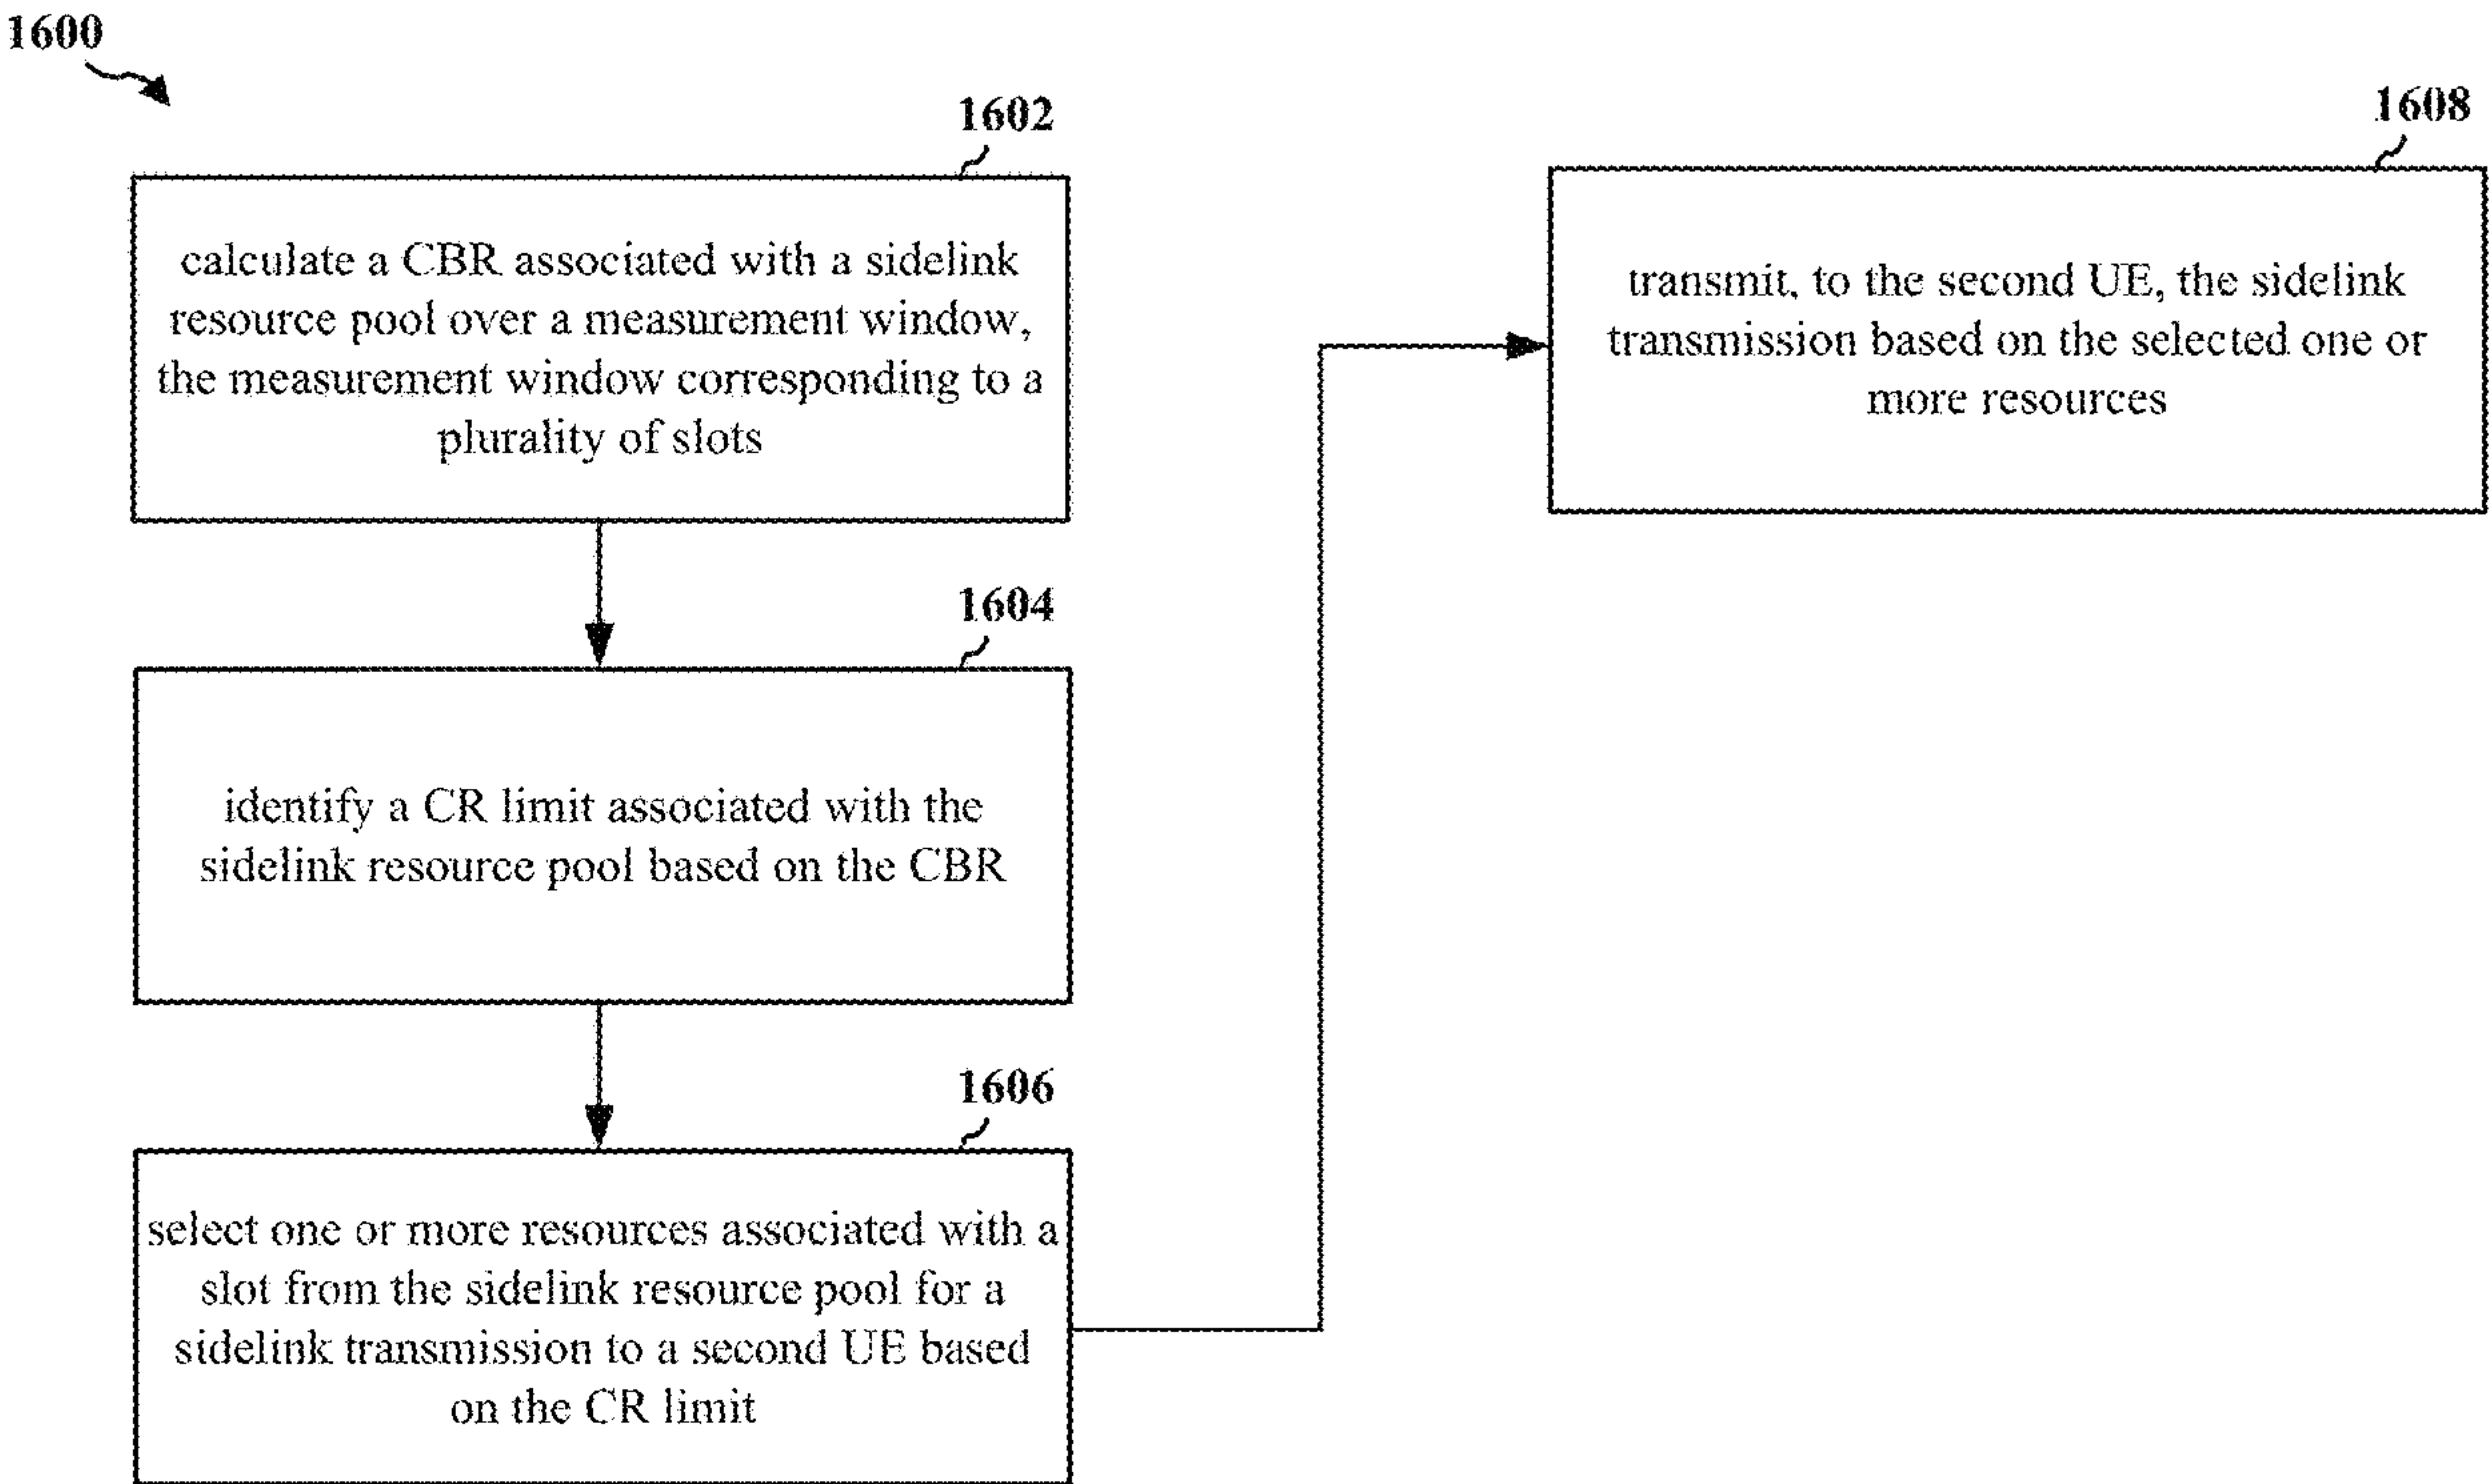 1600
1602
calculate a CBR associated with a sidelink
resource pool over a measurement window,
the measurement window corresponding to a
plurality of slots
1604
identify a CR limit associated with the
sidelink resource pool based on the CBR
1606
select one or more resources associated with a
slot from the sidelink resource pool for a
sidelink transmission to a second UE based
on the CR limit
1608
transmit, to the second UE, the sidelink
transmission based on the selected one or
more resources